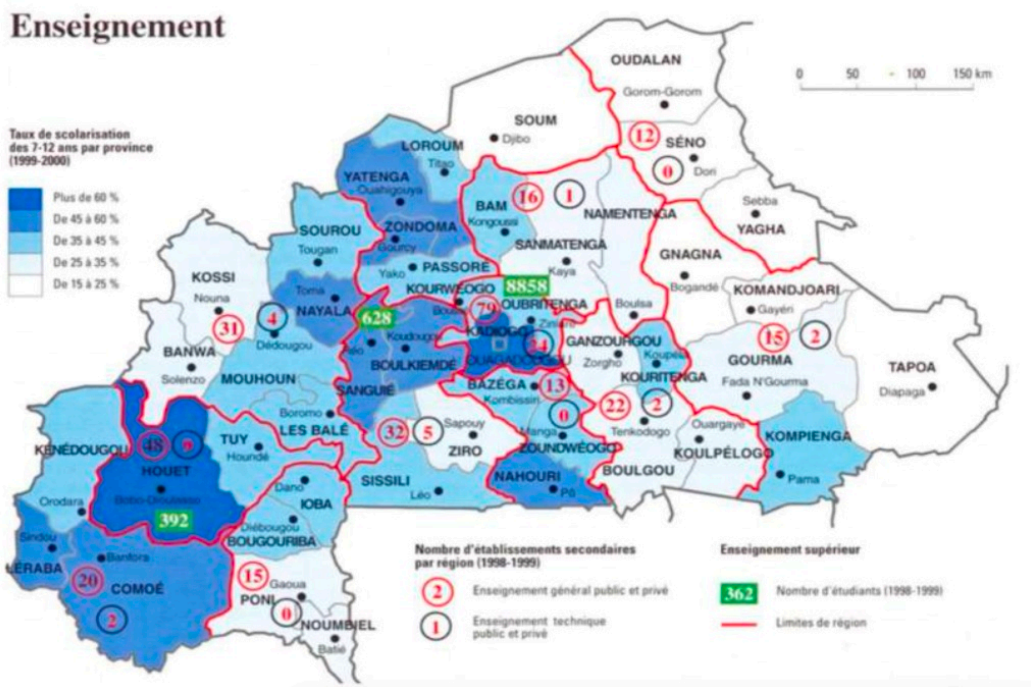 Enseignement
0 50 100 150 km
Taux de scolarisation
des 7-12 ans par province
(1999-2000)
Plus de 60 %
De 45 à 60 %
De 35 à 45 %
De 25 à 35 %
De 15 à 25 %
OUDALAN
Gorom-Gorom
SOUM
Djibo
12
SÉNO
0
Dori
LOROUM
Titao
YATENGA
Ouahigouya
BAM
16
1
Kongoussi
NAMENTENGA
Sebba
YAGHA
SOUROU
Tougan
ZONDOMA
Gourcy
SANMATENGA
Kaya
GNAGNA
Bogandé
KOSSI
Nouna
Yako
PASSORÉ
KOURWÉOGO
8858
OUBRITENGA
Boulsa
KOMANDJOARI
Gayéri
Toma
NAYALA
628
79
Ziniaré
31
4
Dédougou
KADIOGO
24
OUAGADOUGOU
GANZOURGOU
Zorgho
15
2
Koudougou
BOULKIEMDÉ
Koupéla
KOURITENGA
GOURMA
Fada N'Gourma
TAPOA
Diapaga
BANWA
Solenzo
MOUHOUN
SANGUIÉ
BAZÉGA
Kombissiri
13
22
2
Boromo
LES BALÉ
32
5
Sapouy
ZIRO
0
Manga
ZOUNDWÉOGO
Tenkodogo
BOULGOU
Ouargaye
KOULPÉLOGO
KOMPIENGA
Pama
KÉNÉDOUGOU
Orodara
48
9
HOUET
Bobo-Dioulasso
392
TUY
Houndé
SISSILI
Léo
NAHOURI
Pô
Dano
IOBA
Diébougou
BOUGOURIBA
Sindou
LÉRABA
Banfora
20
COMOÉ
2
15
Gaoua
PONI
0
NOUMBIEL
Batié
Nombre d'établissements secondaires
par région (1998-1999)
2 Enseignement général public et privé
1 Enseignement technique
public et privé
Enseignement supérieur
362 Nombre d'étudiants (1998-1999)
Limites de région